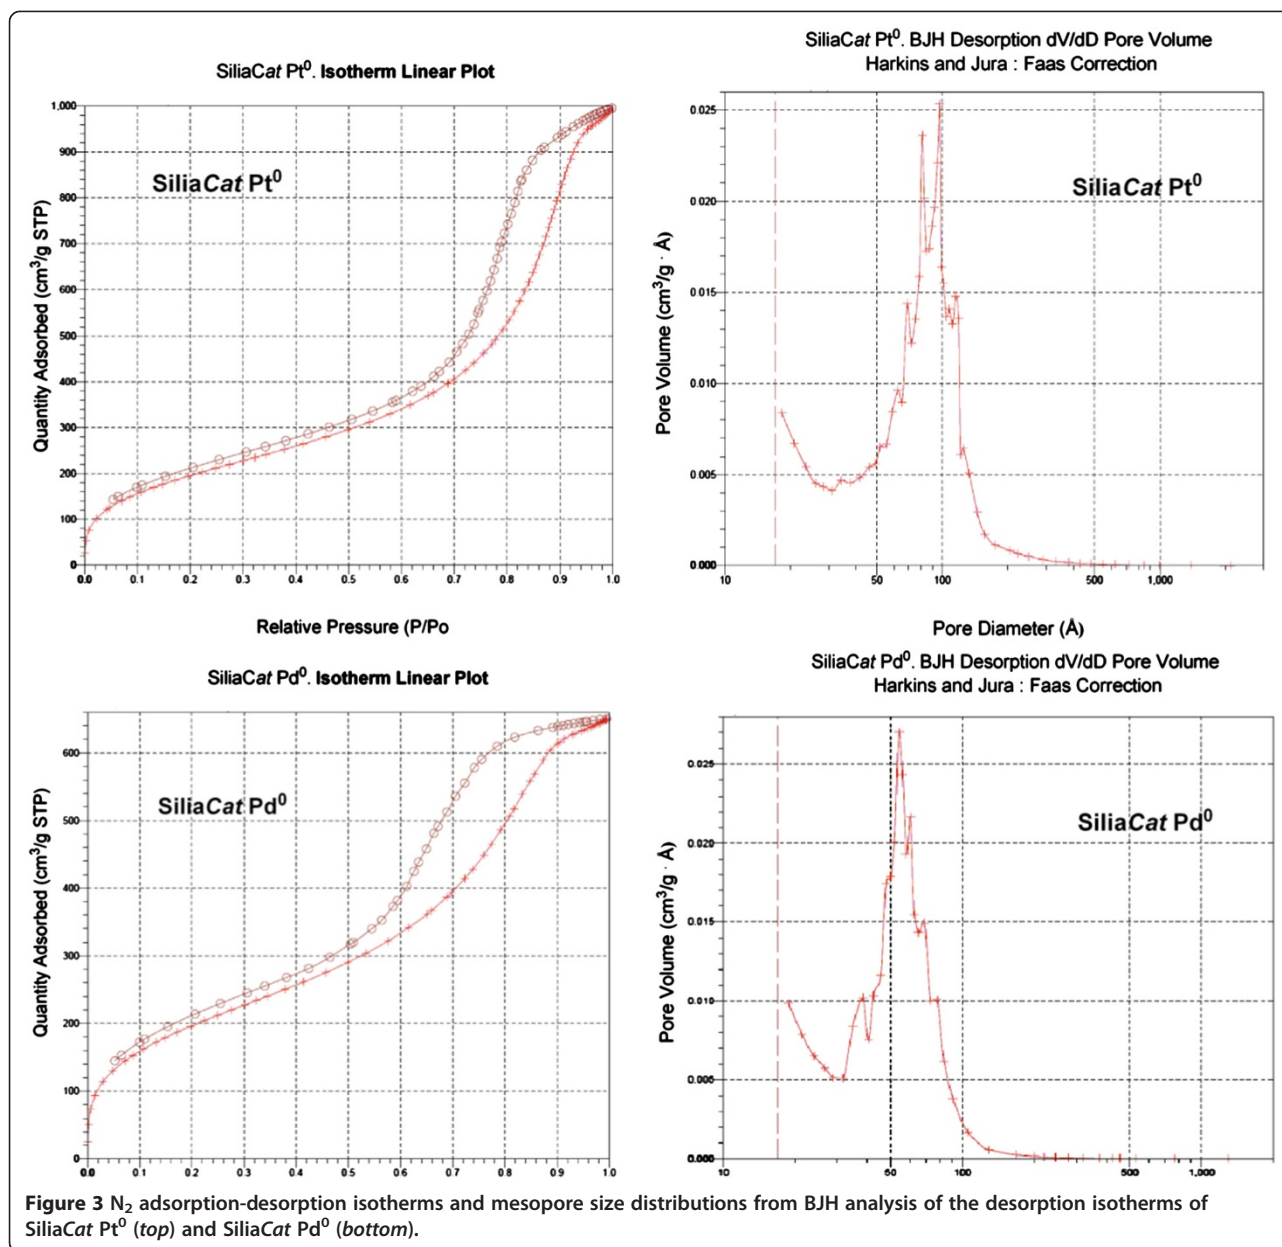 SiliaCat Pt⁰. Isotherm Linear Plot
1,000
900
800
700
600
500
400
300
200
100
0
Quantity Adsorbed (cm³/g STP)
SiliaCat Pt⁰
0.0 0.1 0.2 0.3 0.4 0.5 0.6 0.7 0.8 0.9 1.0
Relative Pressure (P/Po
SiliaCat Pt⁰. BJH Desorption dV/dD Pore Volume
Harkins and Jura : Faas Correction
0.025
0.020
0.015
0.010
0.005
0.000
Pore Volume (cm³/g · Å)
SiliaCat Pt⁰
10 50 100 500 1,000
Pore Diameter (Å)
SiliaCat Pd⁰. Isotherm Linear Plot
600
500
400
300
200
100
0
Quantity Adsorbed (cm³/g STP)
SiliaCat Pd⁰
0.0 0.1 0.2 0.3 0.4 0.5 0.6 0.7 0.8 0.9 1.0
SiliaCat Pd⁰. BJH Desorption dV/dD Pore Volume
Harkins and Jura : Faas Correction
0.025
0.020
0.015
0.010
0.005
0.000
Pore Volume (cm³/g · Å)
SiliaCat Pd⁰
10 50 100 500 1,000
Figure 3 N₂ adsorption-desorption isotherms and mesopore size distributions from BJH analysis of the desorption isotherms of
SiliaCat Pt⁰ (top) and SiliaCat Pd⁰ (bottom).